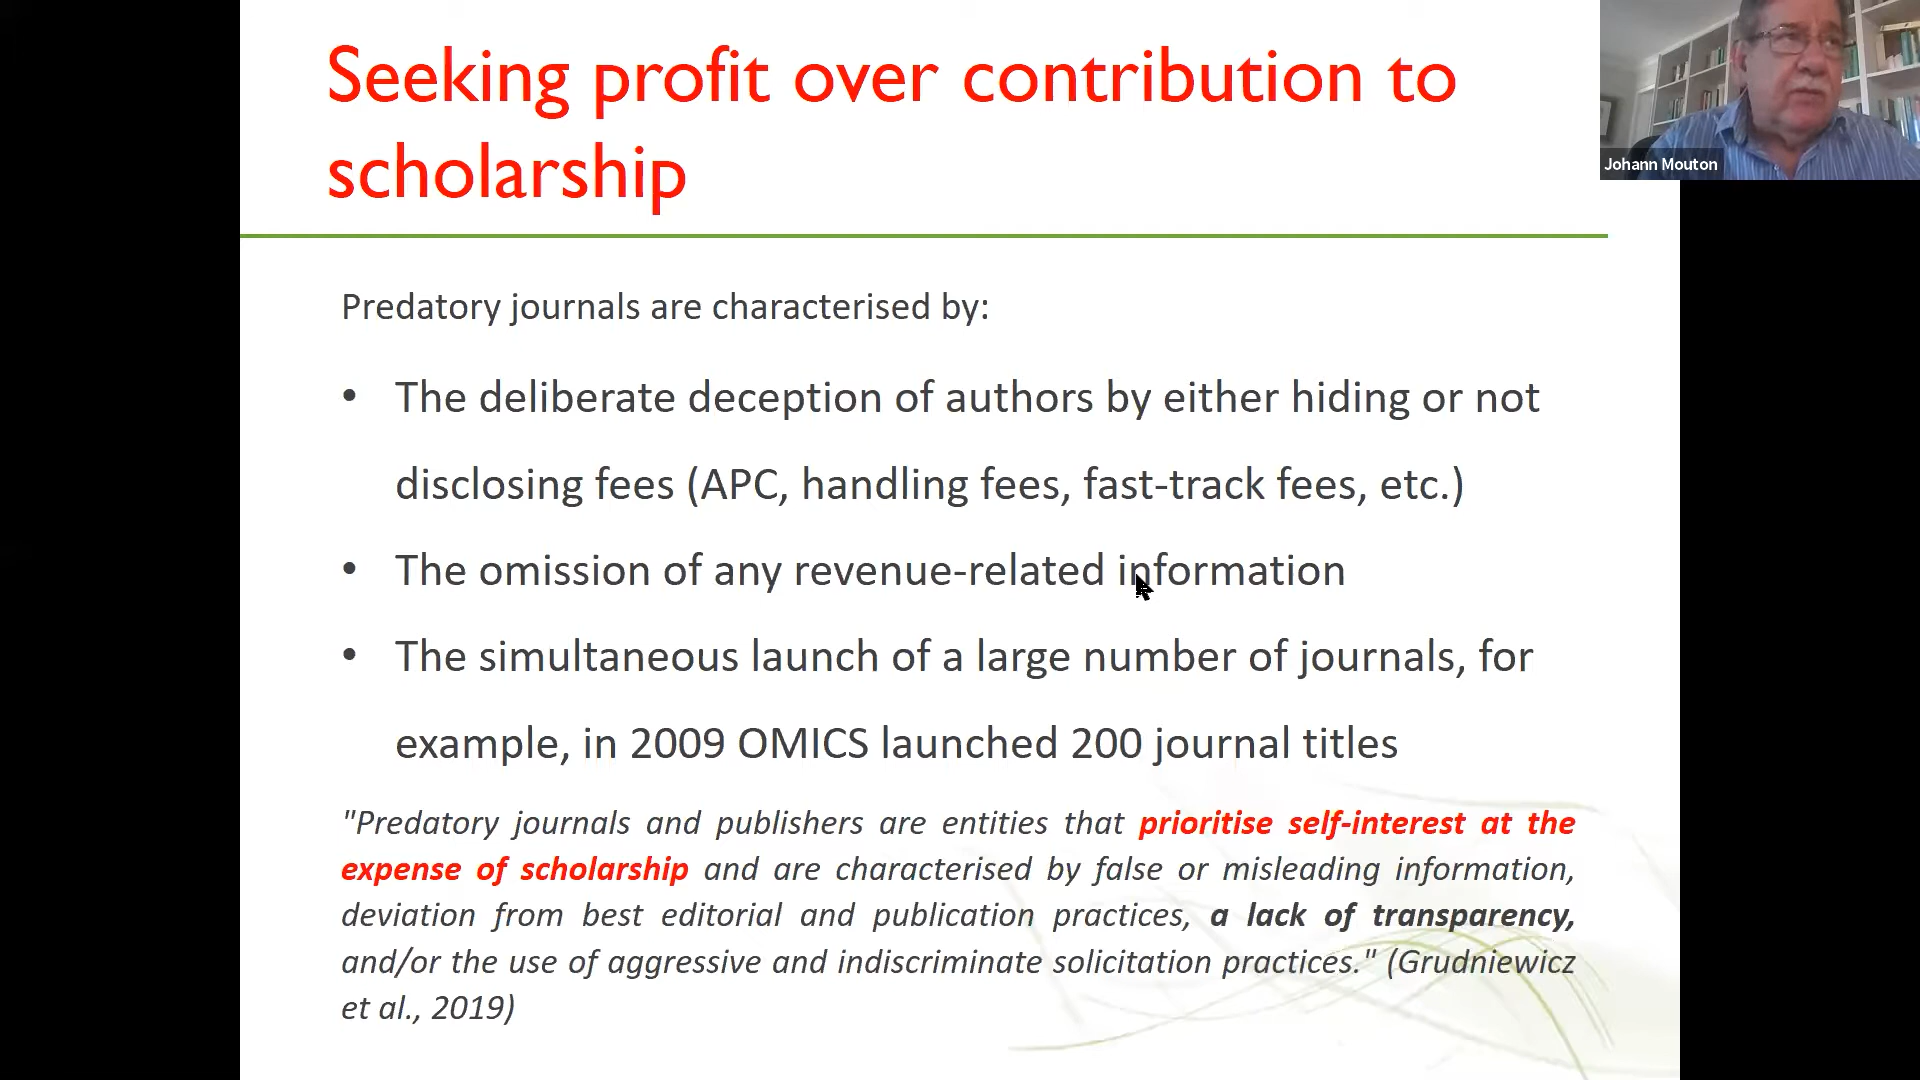 Seeking profit over contribution to
scholarship
Johann Mouton
Predatory journals are characterised by:
• The deliberate deception of authors by either hiding or not
disclosing fees (APC, handling fees, fast-track fees, etc.)
• The omission of any revenue-related information
• The simultaneous launch of a large number of journals, for
example, in 2009 OMICS launched 200 journal titles
"Predatory journals and publishers are entities that prioritise self-interest at the
expense of scholarship and are characterised by false or misleading information,
deviation from best editorial and publication practices, a lack of transparency,
and/or the use of aggressive and indiscriminate solicitation practices." (Grudniewicz
et al., 2019)